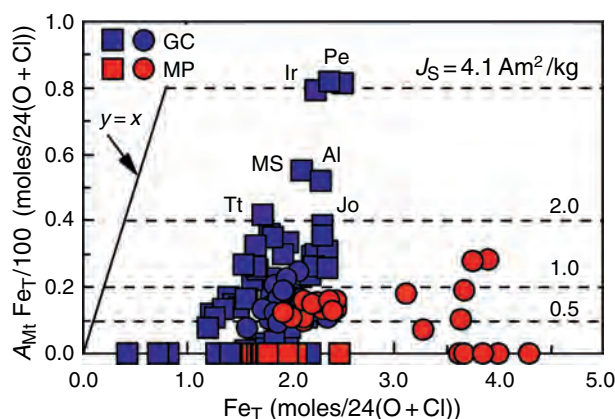 1.0
0.8
0.6
0.4
0.2
0.0
A_Mt Fe_T/100 (moles/24(O + Cl))
GC
MP
y = x
Ir
Pe
J_S = 4.1 Am²/kg
MS
Al
Tt
Jo
2.0
1.0
0.5
0.0 1.0 2.0 3.0 4.0 5.0
Fe_T (moles/24(O + Cl))